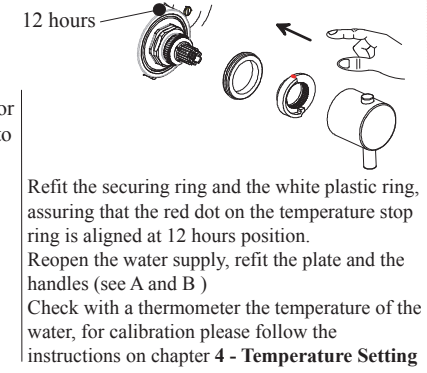 12 hours
or
to
Refit the securing ring and the white plastic ring,
assuring that the red dot on the temperature stop
ring is aligned at 12 hours position.
Reopen the water supply, refit the plate and the
handles (see A and B )
Check with a thermometer the temperature of the
water, for calibration please follow the
instructions on chapter 4 - Temperature Setting